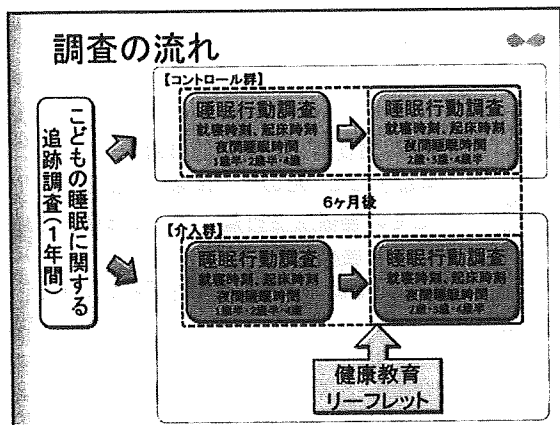 調査の流れ
こどもの睡眠に関する
追跡調査(1年間)
【コントロール群】
睡眠行動調査
就寝時刻、起床時刻
夜間睡眠時間
1歳半・2歳半・4歳
睡眠行動調査
就寝時刻、起床時刻
夜間睡眠時間
2歳・3歳・4歳半
6ヶ月後
【介入群】
睡眠行動調査
就寝時刻、起床時刻
夜間睡眠時間
1歳半・2歳半・4歳
睡眠行動調査
就寝時刻、起床時刻
夜間睡眠時間
2歳・3歳・4歳半
健康教育
リーフレット